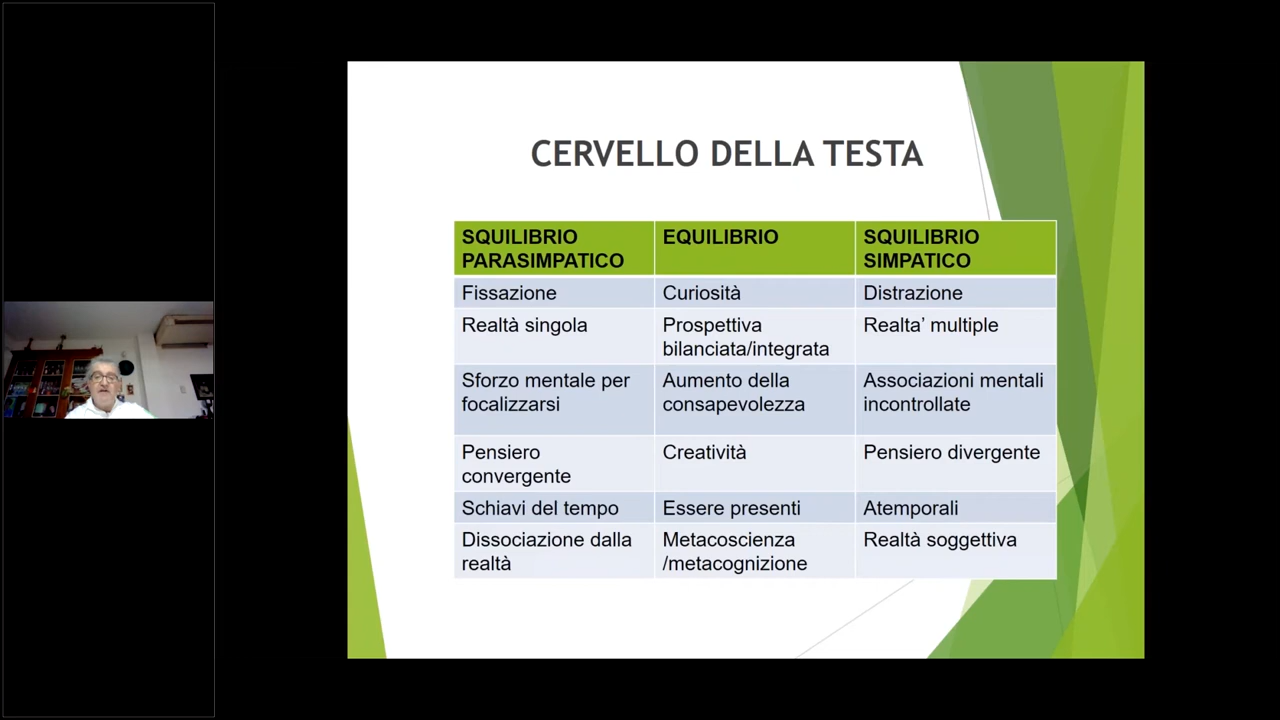 CERVELLO DELLA TESTA
SQUILIBRIO PARASIMPATICO
EQUILIBRIO
SQUILIBRIO SIMPATICO
Fissazione
Curiosità
Distrazione
Realtà singola
Prospettiva bilanciata/integrata
Realta' multiple
Sforzo mentale per focalizzarsi
Aumento della consapevolezza
Associazioni mentali incontrollate
Pensiero convergente
Creatività
Pensiero divergente
Schiavi del tempo
Essere presenti
Atemporali
Dissociazione dalla realtà
Metacoscienza /metacognizione
Realtà soggettiva